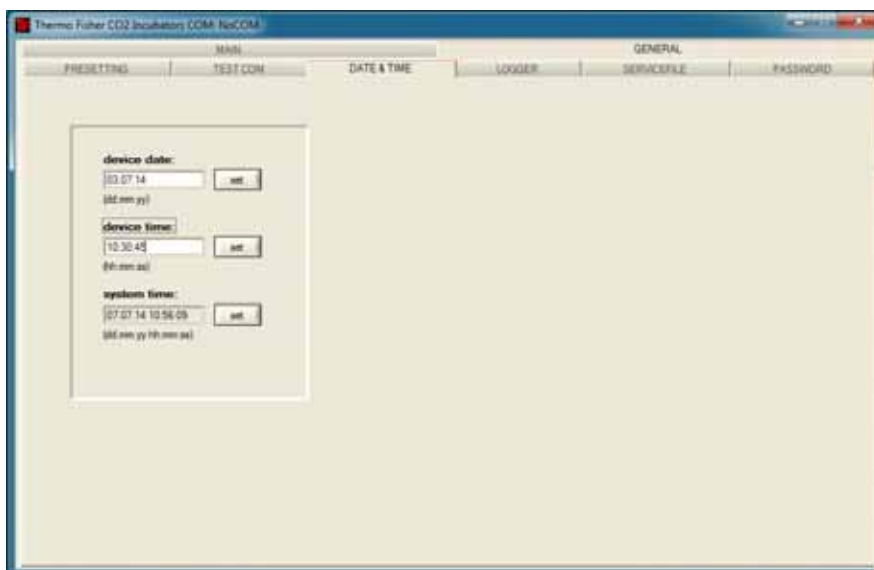 Thermo Fisher CO2 Incubators COM: NoCOM
MAIN GENERAL
PRESETTING TEST COM DATE & TIME LOGGER SERVICEFILE PASSWORD
device date:
03.07.14 set
(dd.mm.yy)
device time:
10:30:45 set
(hh:mm:ss)
system time:
07.07.14 10:56:09 set
(dd.mm.yy hh:mm:ss)